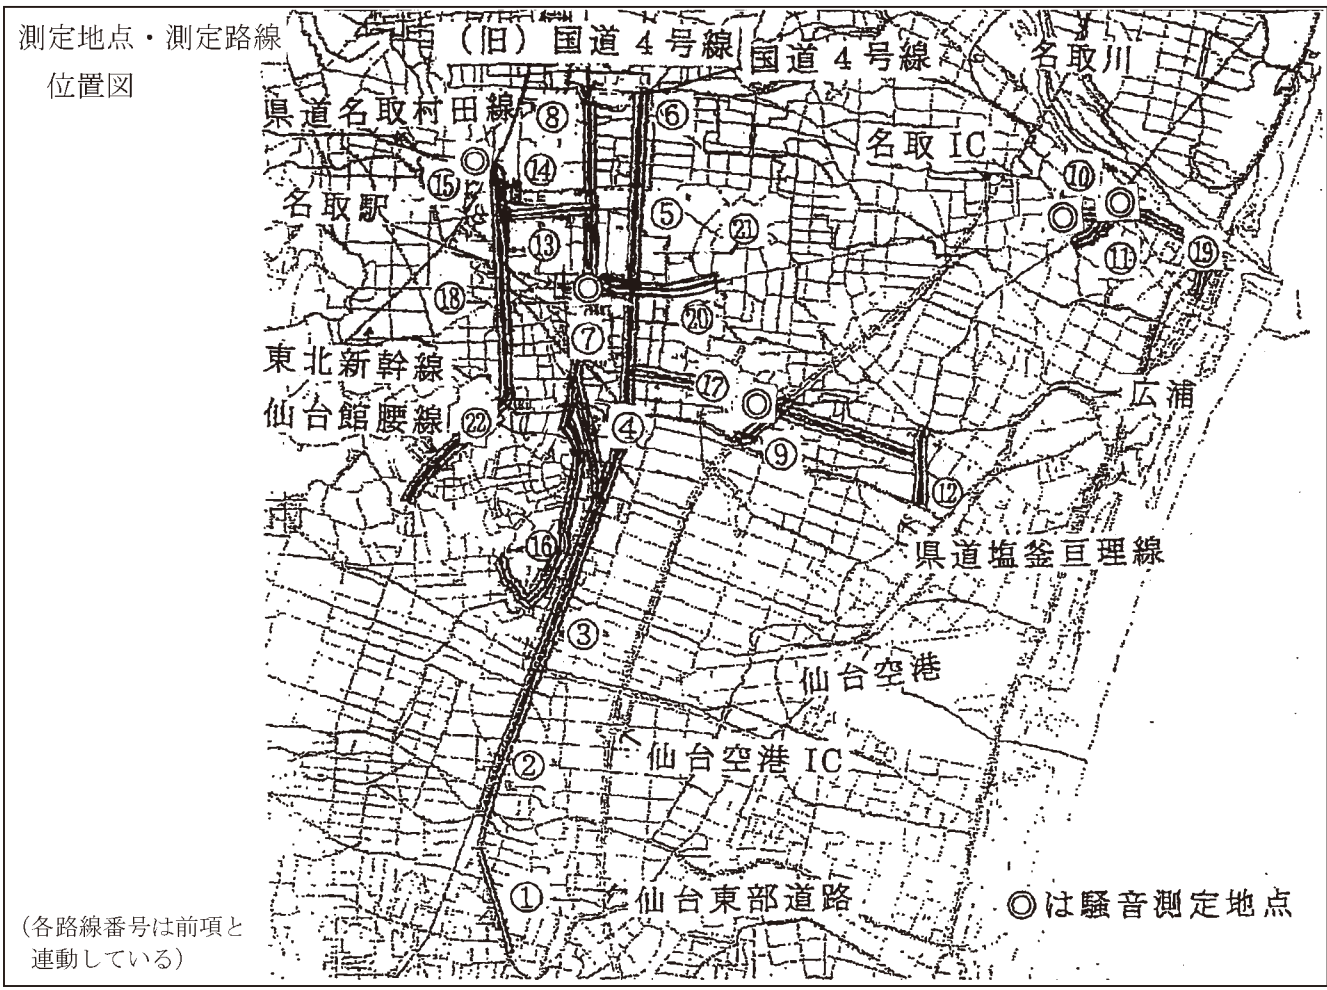 測定地点・測定路線
位置図
（旧）国道4号線
国道4号線
名取川
県道名取村田線
⑧
⑥
名取IC
⑭
⑮
⑩
名取駅
⑤
㉑
⑬
⑪
⑲
⑱
⑳
⑦
東北新幹線
⑰
広浦
仙台館腰線
㉒
④
⑨
⑫
⑯
県道塩釜亘理線
③
仙台空港
②
仙台空港IC
①
仙台東部道路
◎は騒音測定地点
（各路線番号は前項と
連動している）